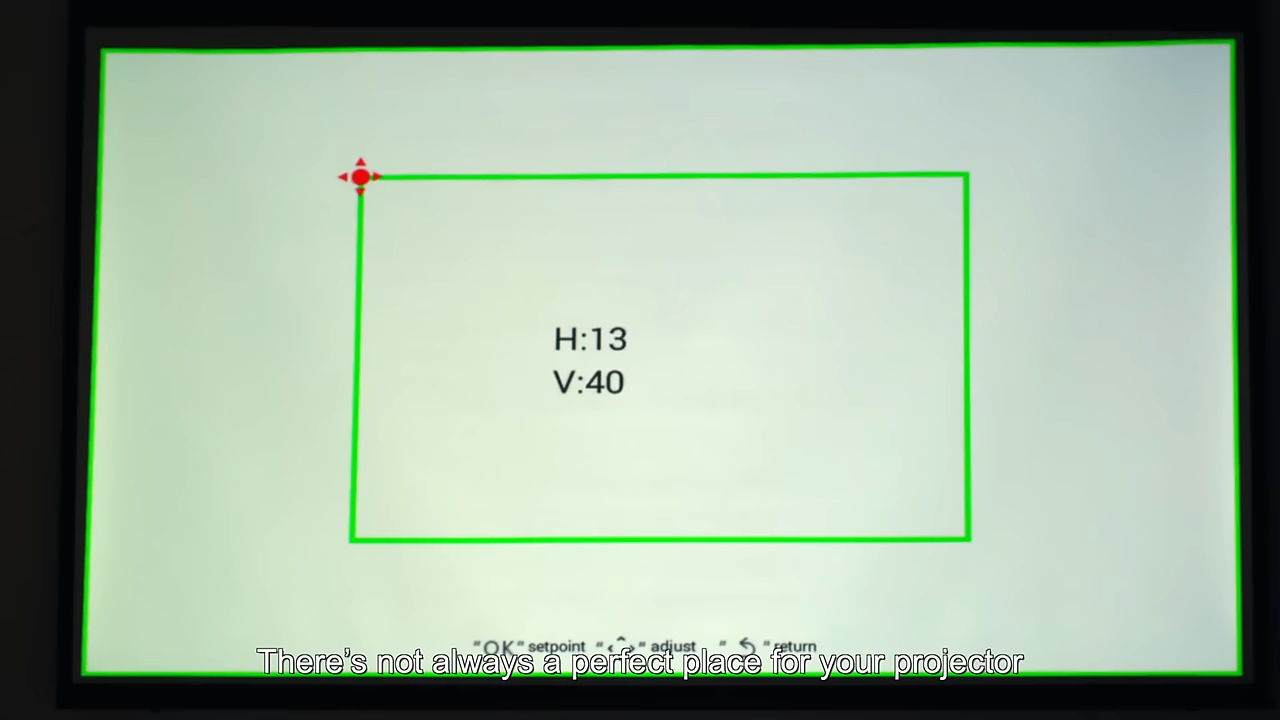 H:13
V:40
"OK" setpoint "‹ˆ›" adjust " ↶ " return
There's not always a perfect place for your projector